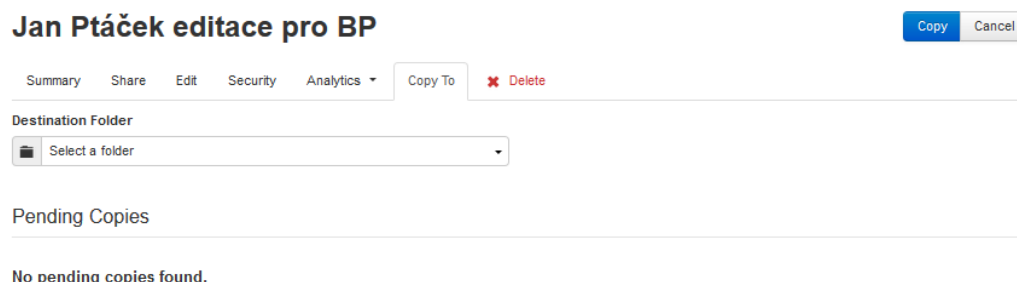 Jan Ptáček editace pro BP
Copy Cancel
Summary Share Edit Security Analytics Copy To Delete
Destination Folder
Select a folder
Pending Copies
No pending copies found.